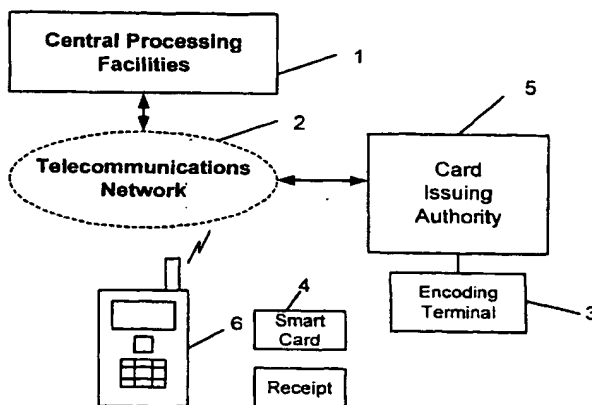 Central Processing
Facilities
1
2
5
Telecommunications
Network
Card
Issuing
Authority
4
6
Smart
Card
Encoding
Terminal
3
Receipt